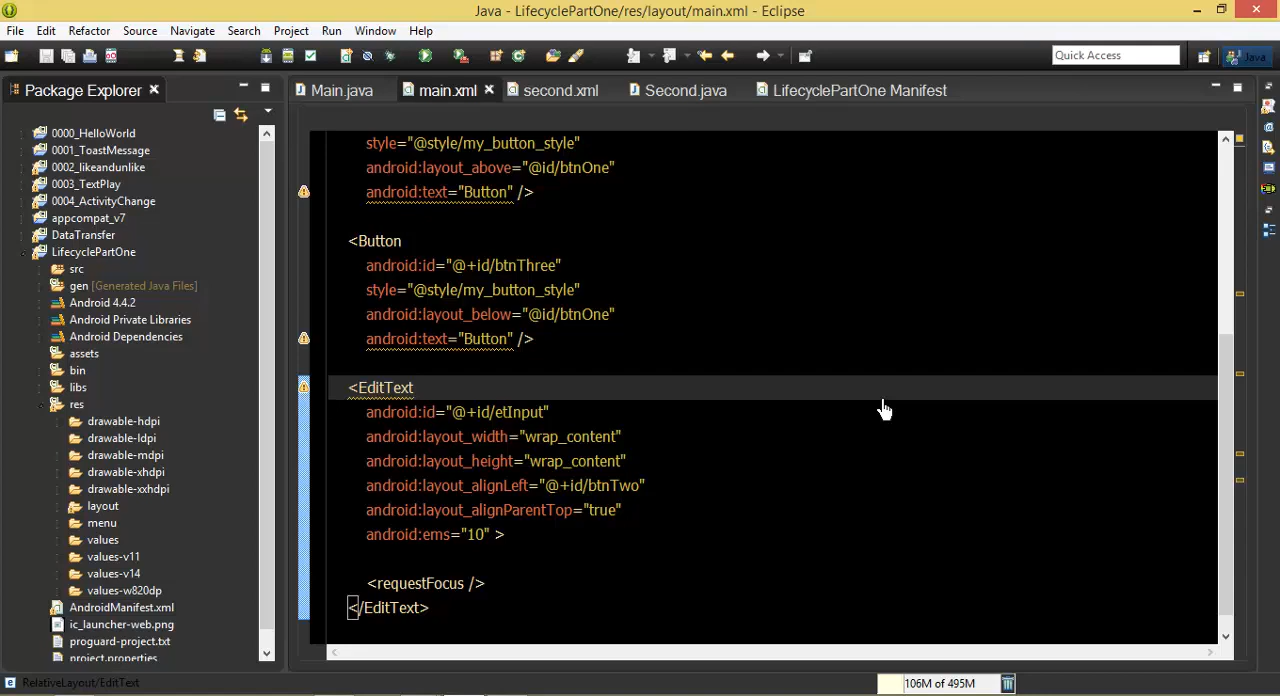 Java - LifecyclePartOne/res/layout/main.xml - Eclipse
File Edit Refactor Source Navigate Search Project Run Window Help
Quick Access
Java
Package Explorer
Main.java
main.xml
second.xml
Second.java
LifecyclePartOne Manifest
0000_HelloWorld
0001_ToastMessage
0002_likeandunlike
0003_TextPlay
0004_ActivityChange
appcompat_v7
DataTransfer
LifecyclePartOne
src
gen [Generated Java Files]
Android 4.4.2
Android Private Libraries
Android Dependencies
assets
bin
libs
res
drawable-hdpi
drawable-ldpi
drawable-mdpi
drawable-xhdpi
drawable-xxhdpi
layout
menu
values
values-v11
values-v14
values-w820dp
AndroidManifest.xml
ic_launcher-web.png
proguard-project.txt
project.properties
style="@style/my_button_style"
android:layout_above="@id/btnOne"
android:text="Button" />
<Button
android:id="@+id/btnThree"
style="@style/my_button_style"
android:layout_below="@id/btnOne"
android:text="Button" />
<EditText
android:id="@+id/etInput"
android:layout_width="wrap_content"
android:layout_height="wrap_content"
android:layout_alignLeft="@+id/btnTwo"
android:layout_alignParentTop="true"
android:ems="10" >
<requestFocus />
</EditText>
RelativeLayout/EditText
106M of 495M